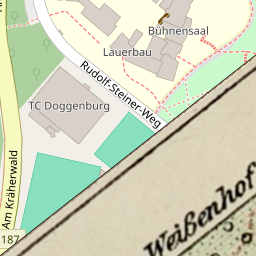 Bühnensaal
Lauerbau
Rudolf-Steiner-Weg
TC Doggenburg
Am Kräherwald
187
Weißenhof